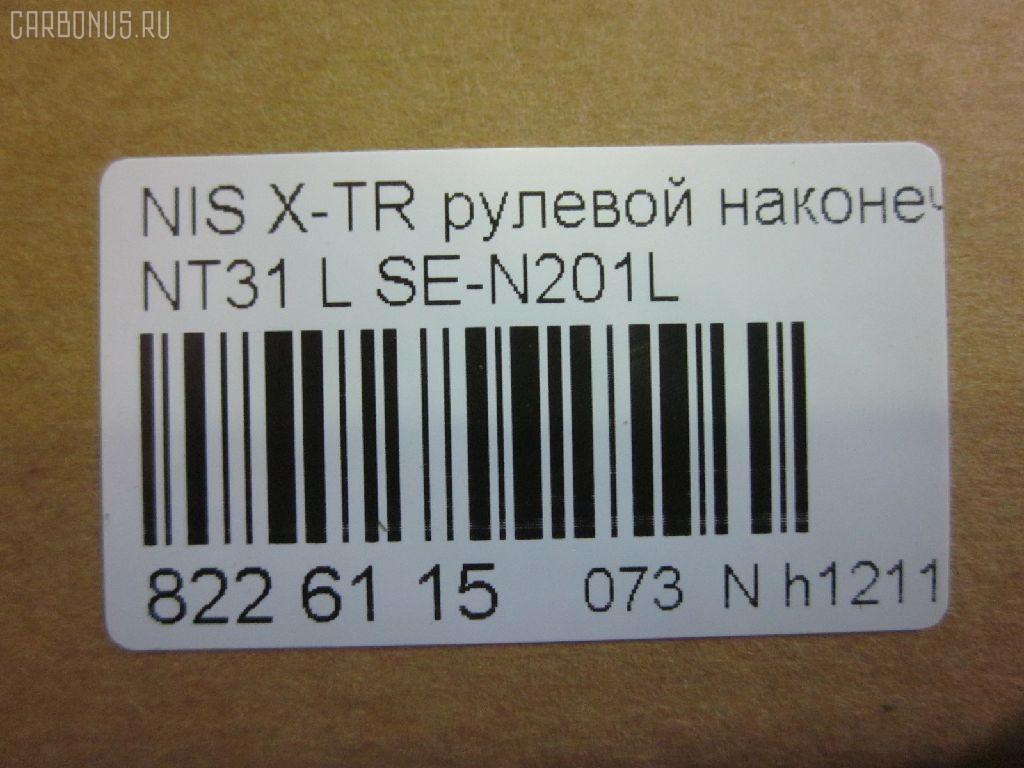 CARBONUS.RU
NIS X-TR рулевой наконеч
NT31 L SE-N201L
822 61 15 073 N h1211